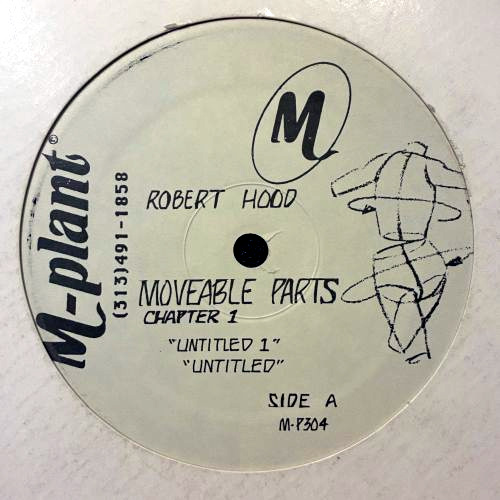 M-plant©
(313)491-1858
M
ROBERT HOOD
MOVEABLE PARTS
CHAPTER 1
"UNTITLED 1"
"UNTITLED"
SIDE A
M-P304